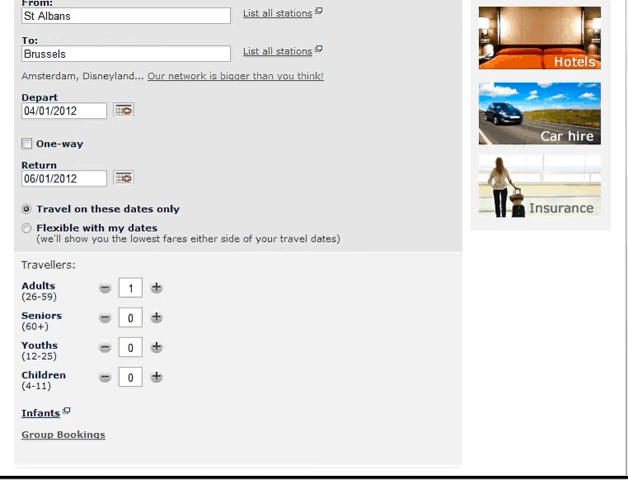 From:
St Albans
List all stations
To:
Brussels
List all stations
Amsterdam, Disneyland... Our network is bigger than you think!
Depart
04/01/2012
One-way
Return
06/01/2012
Travel on these dates only
Flexible with my dates
(we'll show you the lowest fares either side of your travel dates)
Travellers:
Adults
(26-59)
1
Seniors
(60+)
0
Youths
(12-25)
0
Children
(4-11)
0
Infants
Group Bookings
Hotels
Car hire
Insurance